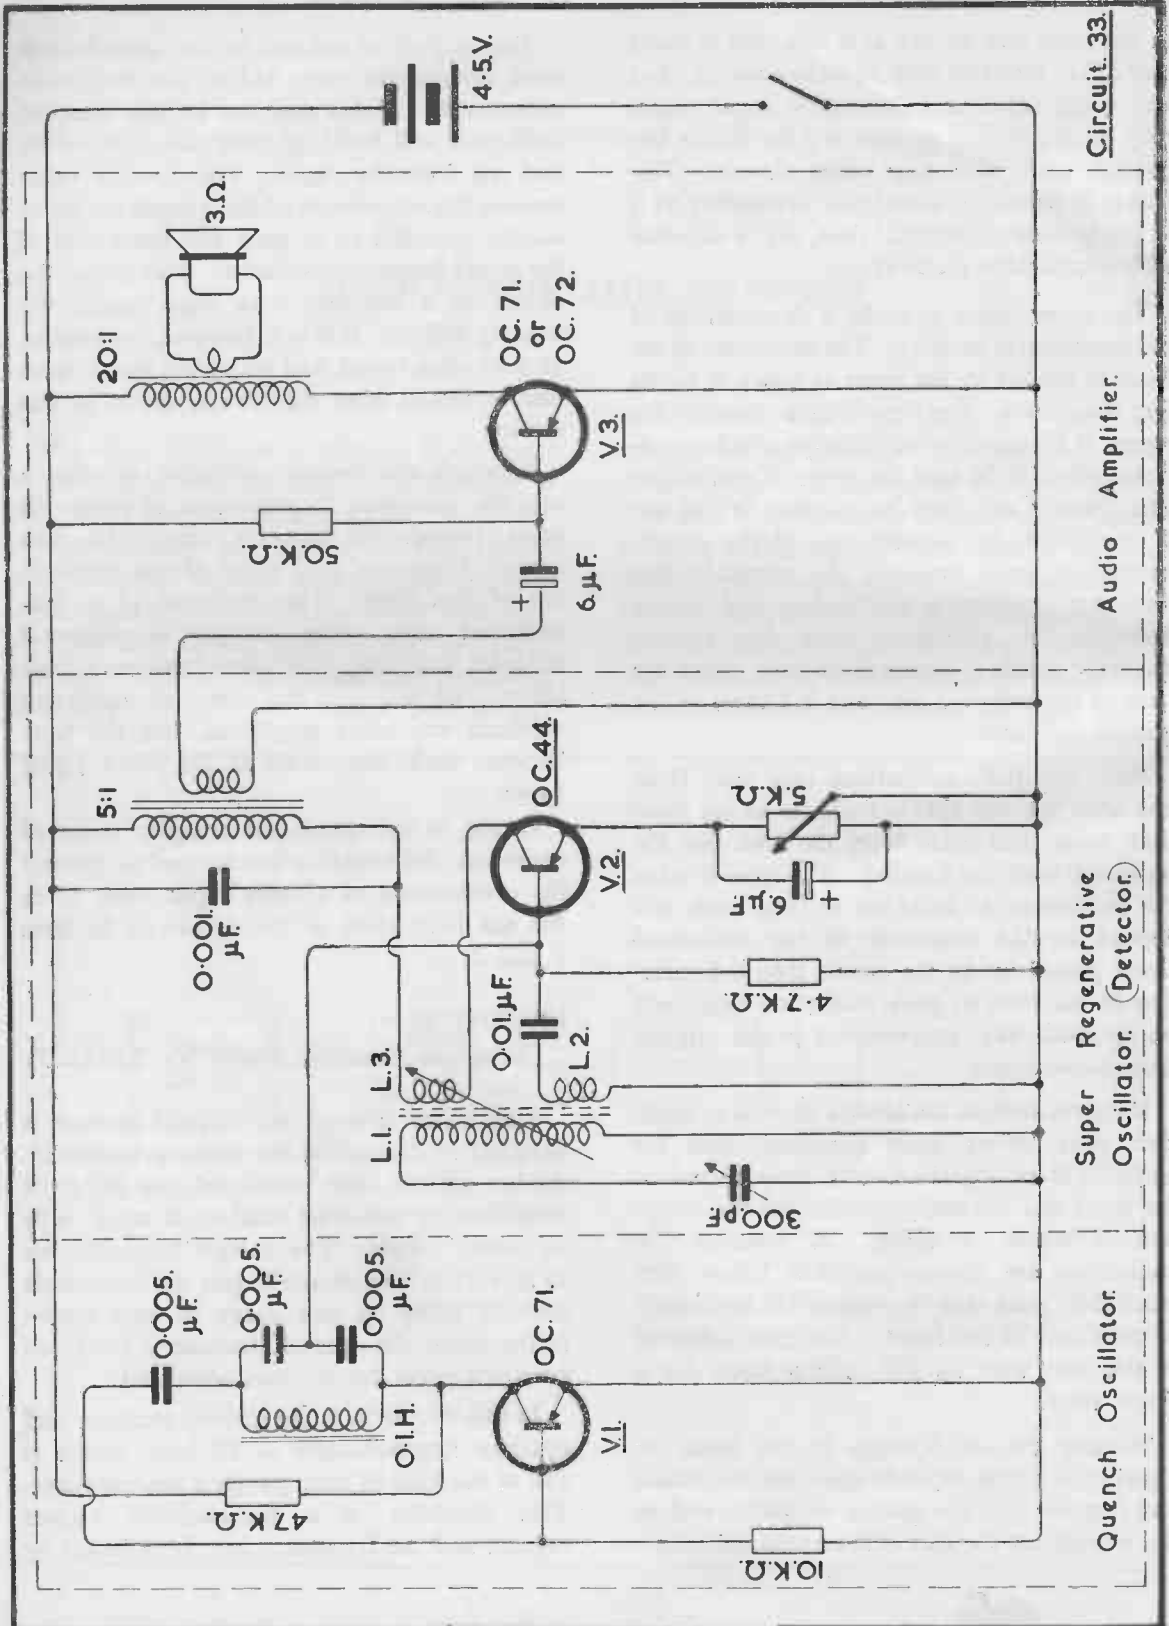 0·005.
μF.
0·005.
μF.
0·005.
μF.
47K.Ω.
0·1.H.
OC.71.
V.1.
10.K.Ω.
Quench Oscillator.
0·001.
μF.
5:1
L.1.
L.3.
0·01.μF.
L.2.
OC.44.
V.2.
300.pF.
4·7.K.Ω.
6.μF
+
5.K.Ω.
Super Regenerative
Oscillator. (Detector.)
20:1
3.Ω.
50.K.Ω.
+
6.μF.
OC.71.
or
OC.72.
V.3.
Audio Amplifier.
4·5.V.
Circuit. 33.